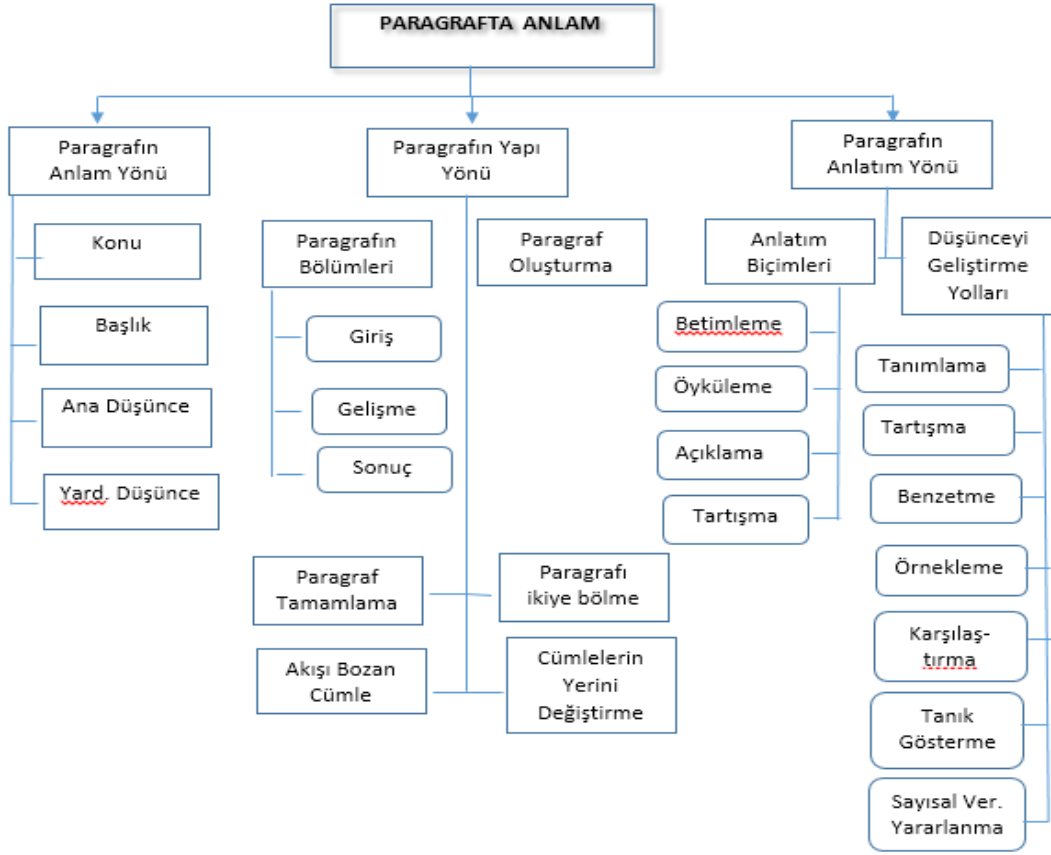 PARAGRAFTA ANLAM
Paragrafın
Anlam Yönü
Paragrafın Yapı
Yönü
Paragrafın
Anlatım Yönü
Konu
Başlık
Ana Düşünce
Yard. Düşünce
Paragrafın
Bölümleri
Giriş
Gelişme
Sonuç
Paragraf
Oluşturma
Paragraf
Tamamlama
Paragrafı
ikiye bölme
Akışı Bozan
Cümle
Cümlelerin
Yerini
Değiştirme
Anlatım
Biçimleri
Betimleme
Öyküleme
Açıklama
Tartışma
Düşünceyi
Geliştirme
Yolları
Tanımlama
Tartışma
Benzetme
Örnekleme
Karşılaş-
tırma
Tanık
Gösterme
Sayısal Ver.
Yararlanma